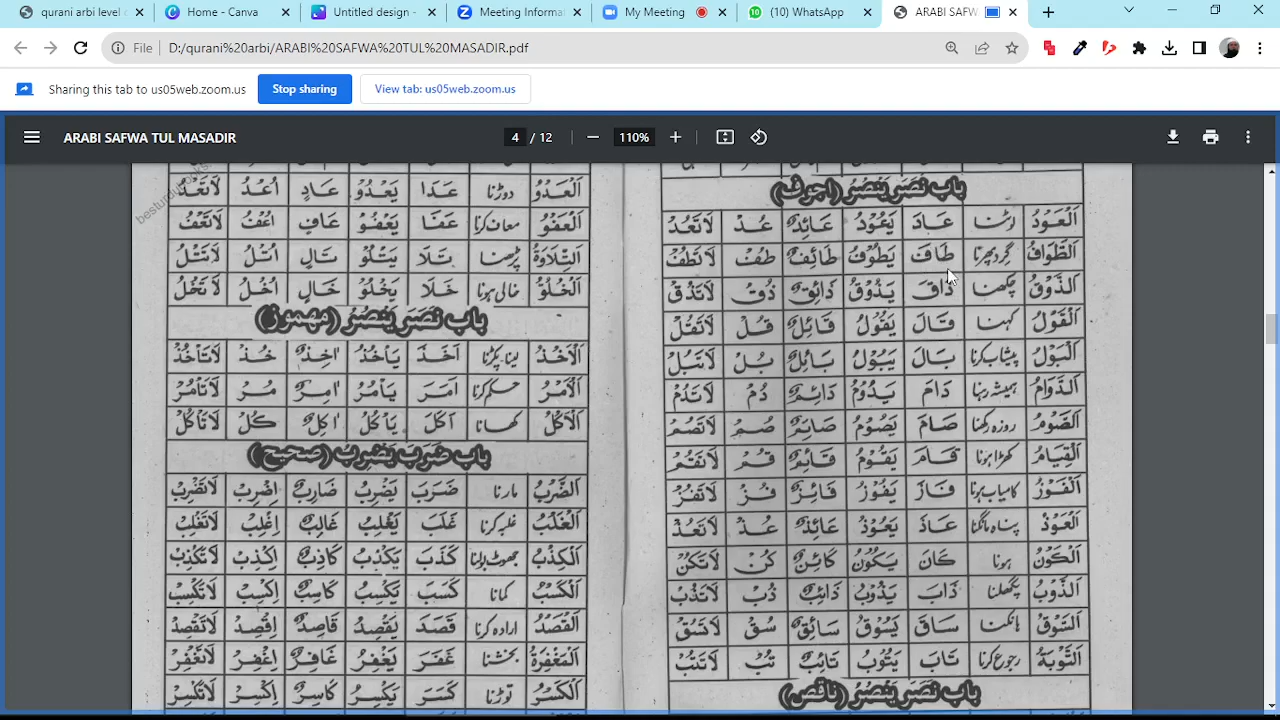 qurani arbi level
Home - Canva
Untitled design -
Meeting Informa
My Meeting
(10) WhatsApp
ARABI SAFW
File D:/qurani%20arbi/ARABI%20SAFWA%20TUL%20MASADIR.pdf
Sharing this tab to us05web.zoom.us Stop sharing View tab: us05web.zoom.us
ARABI SAFWA TUL MASADIR 4 / 12 110%
باب نَصَرَ یَنصُرُ (اجوف)
اَلْعَوْدُ لوٹنا عَادَ يَعُوْدُ عَائِدٌ عُدْ لَاتَعُدْ
اَلطَّوَافُ گرد پھرنا طَافَ يَطُوْفُ طَائِفٌ طُفْ لَاتَطُفْ
اَلذَّوْقُ چکھنا ذَاقَ يَذُوْقُ ذَائِقٌ ذُقْ لَاتَذُقْ
اَلْقَوْلُ کہنا قَالَ يَقُوْلُ قَائِلٌ قُلْ لَاتَقُلْ
اَلْبَوْلُ پیشاب کرنا بَالَ يَبُوْلُ بَائِلٌ بُلْ لَاتَبُلْ
اَلدَّوَامُ ہمیشہ رہنا دَامَ يَدُوْمُ دَائِمٌ دُمْ لَاتَدُمْ
اَلصَّوْمُ روزہ رکھنا صَامَ يَصُوْمُ صَائِمٌ صُمْ لَاتَصُمْ
اَلْقِيَامُ کھڑا ہونا قَامَ يَقُوْمُ قَائِمٌ قُمْ لَاتَقُمْ
اَلْفَوْزُ کامیاب ہونا فَازَ يَفُوْزُ فَائِزٌ فُزْ لَاتَفُزْ
اَلْعَوْذُ پناہ مانگنا عَاذَ يَعُوْذُ عَائِذٌ عُذْ لَاتَعُذْ
اَلْكَوْنُ ہونا كَانَ يَكُوْنُ كَائِنٌ كُنْ لَاتَكُنْ
اَلذَّوْبُ پگھلنا ذَابَ يَذُوْبُ ذَائِبٌ ذُبْ لَاتَذُبْ
اَلسَّوْقُ ہانکنا سَاقَ يَسُوْقُ سَائِقٌ سُقْ لَاتَسُقْ
اَلتَّوْبَةُ رجوع کرنا تَابَ يَتُوْبُ تَائِبٌ تُبْ لَاتَتُبْ
باب نَصَرَ یَنصُرُ (ناقص)
اَلْعَدْوُ دوڑنا عَدَا يَعْدُوْ عَادٍ اُعْدُ لَاتَعْدُ
اَلْعَفْوُ معاف کرنا عَفَا يَعْفُوْ عَافٍ اُعْفُ لَاتَعْفُ
اَلتِّلَاوَةُ پڑھنا تَلَا يَتْلُوْ تَالٍ اُتْلُ لَاتَتْلُ
اَلْخُلُوُّ خالی ہونا خَلَا يَخْلُوْ خَالٍ اُخْلُ لَاتَخْلُ
باب نَصَرَ یَنصُرُ (مهموز)
اَلْاَخْذُ لینا۔پکڑنا اَخَذَ يَأْخُذُ اٰخِذٌ خُذْ لَاتَأْخُذْ
اَلْاَمْرُ حکم کرنا اَمَرَ يَأْمُرُ اٰمِرٌ مُرْ لَاتَأْمُرْ
اَلْاَكْلُ کھانا اَكَلَ يَأْكُلُ اٰكِلٌ كُلْ لَاتَأْكُلْ
باب ضَرَبَ یَضْرِبُ (صحیح)
اَلضَّرْبُ مارنا ضَرَبَ يَضْرِبُ ضَارِبٌ اِضْرِبْ لَاتَضْرِبْ
اَلْغَلْبُ غلبہ کرنا غَلَبَ يَغْلِبُ غَالِبٌ اِغْلِبْ لَاتَغْلِبْ
اَلْكِذْبُ جھوٹ بولنا كَذَبَ يَكْذِبُ كَاذِبٌ اِكْذِبْ لَاتَكْذِبْ
اَلْكَسْبُ کمانا كَسَبَ يَكْسِبُ كَاسِبٌ اِكْسِبْ لَاتَكْسِبْ
اَلْقَصْدُ ارادہ کرنا قَصَدَ يَقْصِدُ قَاصِدٌ اِقْصِدْ لَاتَقْصِدْ
اَلْمَغْفِرَةُ بخشنا غَفَرَ يَغْفِرُ غَافِرٌ اِغْفِرْ لَاتَغْفِرْ
اَلْكَسْرُ توڑنا كَسَرَ يَكْسِرُ كَاسِرٌ اِكْسِرْ لَاتَكْسِرْ